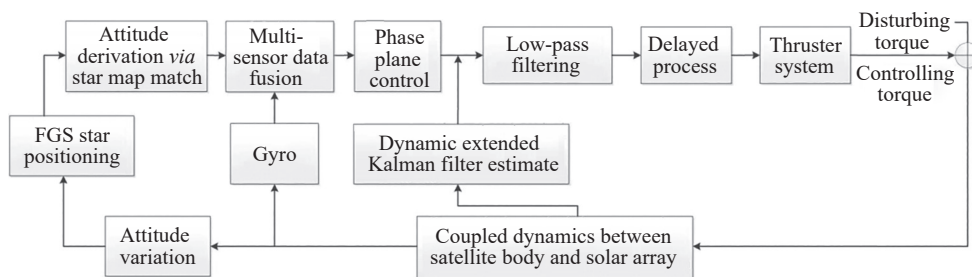 Attitude
derivation via
star map match
Multi-
sensor data
fusion
Phase
plane
control
Low-pass
filtering
Delayed
process
Thruster
system
Disturbing
torque
Controlling
torque
FGS star
positioning
Gyro
Dynamic extended
Kalman filter estimate
Attitude
variation
Coupled dynamics between
satellite body and solar array